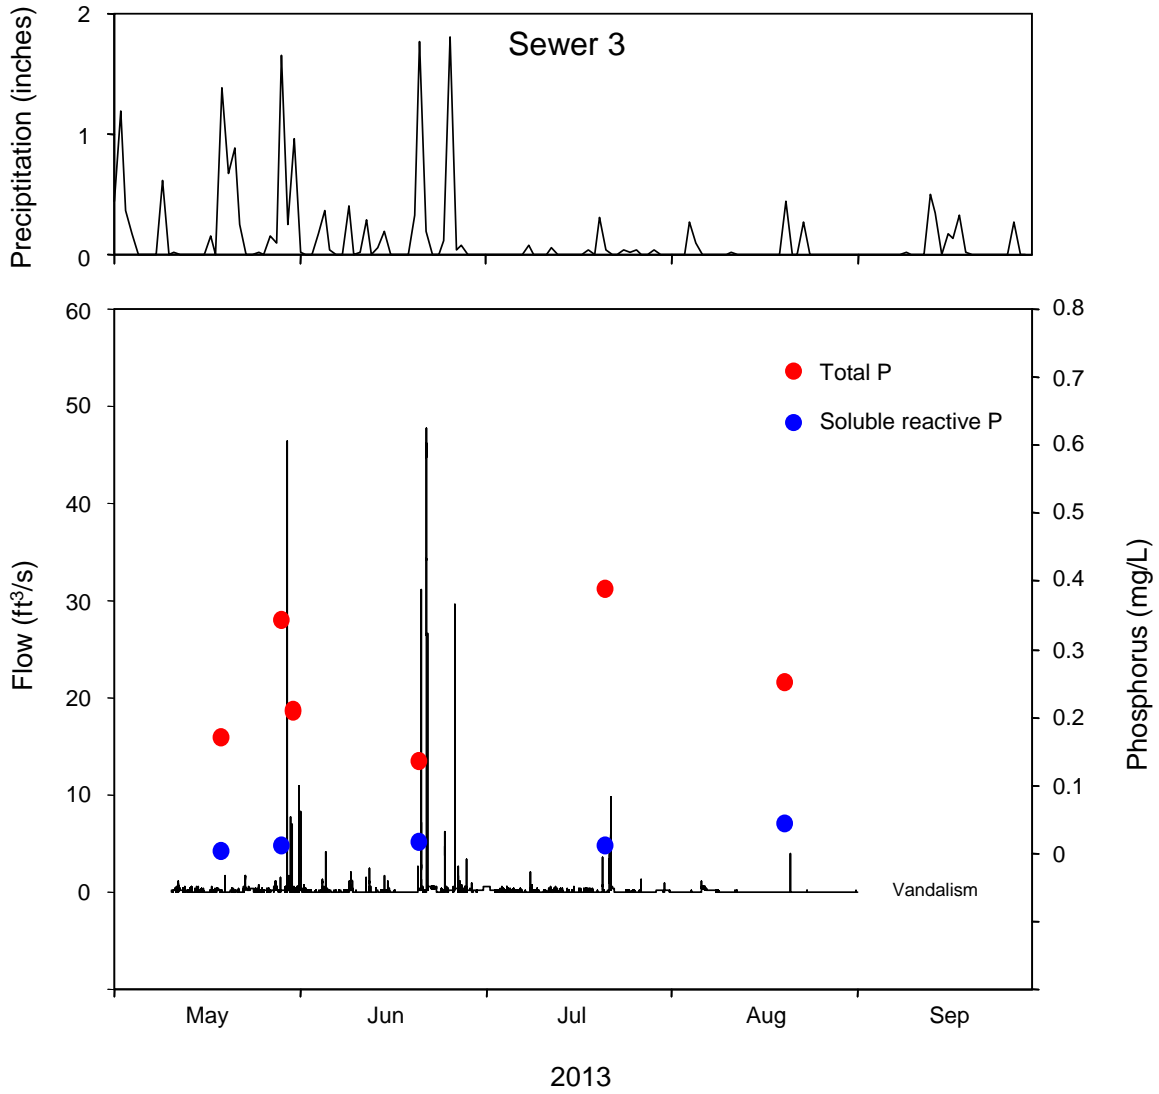 Sewer 3
Preciptitation (inches)
2
1
0
60
50
40
30
20
10
0
Flow (ft³/s)
0.8
0.7
0.6
0.5
0.4
0.3
0.2
0.1
0
Phosphorus (mg/L)
Total P
Soluble reactive P
Vandalism
May
Jun
Jul
Aug
Sep
2013